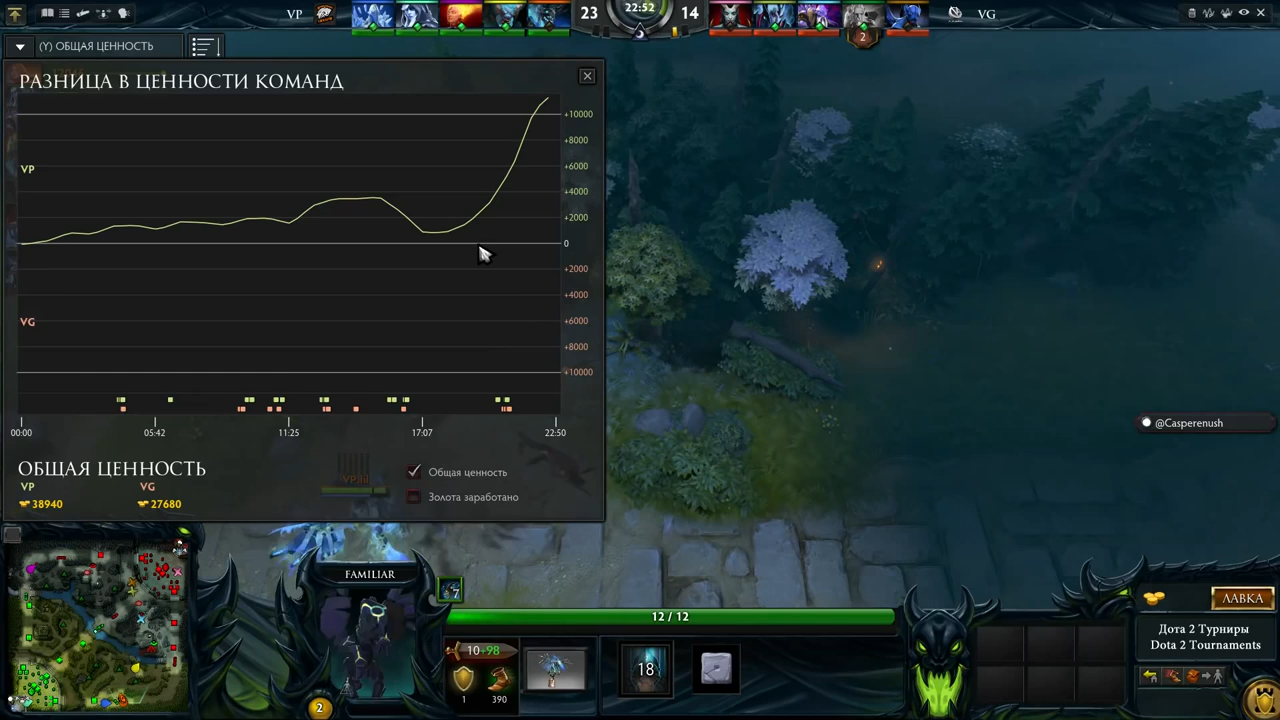 VP 23 22:52 14 VG
2
(Y) ОБЩАЯ ЦЕННОСТЬ
РАЗНИЦА В ЦЕННОСТИ КОМАНД
+10000
+8000
VP
+6000
+4000
+2000
0
+2000
+4000
VG
+6000
+8000
+10000
00:00 05:42 11:25 17:07 22:50
@Casperenush
ОБЩАЯ ЦЕННОСТЬ
VP VG
38940 27680
Общая ценность
Золота заработано
FAMILIAR
7
12 / 12
10+98
1 390
18
2
ЛАВКА
Дота 2 Турниры
Dota 2 Tournaments